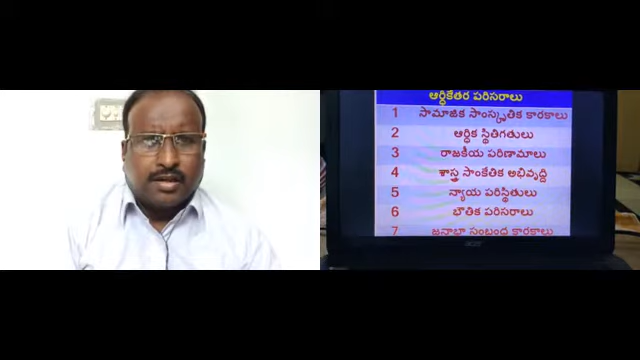 ఆర్థికేతర పరిసరాలు
1 సామాజిక సాంస్కృతిక కారకాలు
2 ఆర్థిక స్థితిగతులు
3 రాజకీయ పరిణామాలు
4 శాస్త్ర సాంకేతిక అభివృద్ధి
5 న్యాయ పరిస్థితులు
6 భౌతిక పరిసరాలు
7 జనాభా సంబంధ కారకాలు
acer